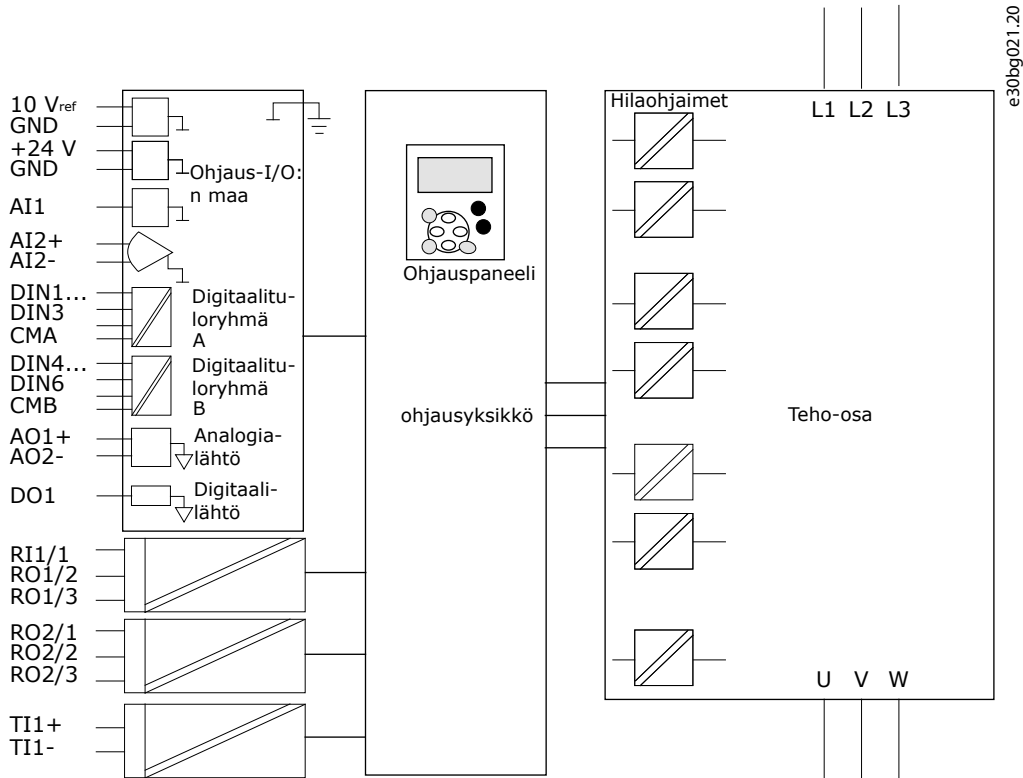 10 Vref
GND
+24 V
GND
AI1
AI2+
AI2-
DIN1...
DIN3
CMA
DIN4...
DIN6
CMB
AO1+
AO2-
DO1
RI1/1
RO1/2
RO1/3
RO2/1
RO2/2
RO2/3
TI1+
TI1-
Ohjaus-I/O:
n maa
Digitaalitu-
loryhmä
A
Digitaalitu-
loryhmä
B
Analogia-
lähtö
Digitaali-
lähtö
Ohjauspaneeli
ohjausyksikkö
Hilaohjaimet
L1 L2 L3
Teho-osa
U V W
e30bg021.20